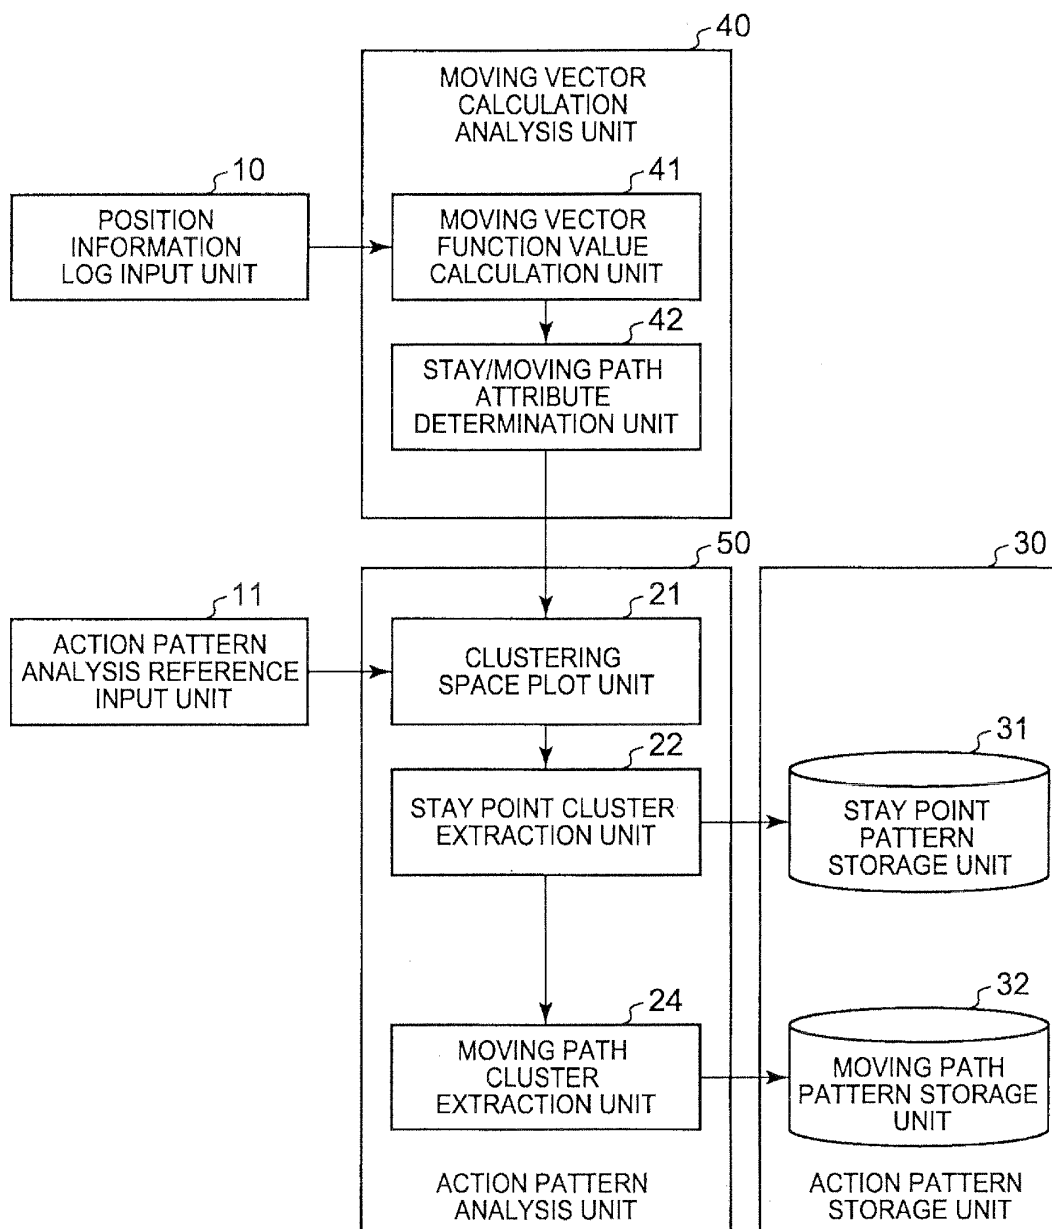 40
MOVING VECTOR
CALCULATION
ANALYSIS UNIT
10
POSITION
INFORMATION
LOG INPUT UNIT
41
MOVING VECTOR
FUNCTION VALUE
CALCULATION UNIT
42
STAY/MOVING PATH
ATTRIBUTE
DETERMINATION UNIT
50
30
11
ACTION PATTERN
ANALYSIS REFERENCE
INPUT UNIT
21
CLUSTERING
SPACE PLOT UNIT
22
STAY POINT CLUSTER
EXTRACTION UNIT
31
STAY POINT
PATTERN
STORAGE UNIT
24
MOVING PATH
CLUSTER
EXTRACTION UNIT
32
MOVING PATH
PATTERN STORAGE
UNIT
ACTION PATTERN
ANALYSIS UNIT
ACTION PATTERN
STORAGE UNIT